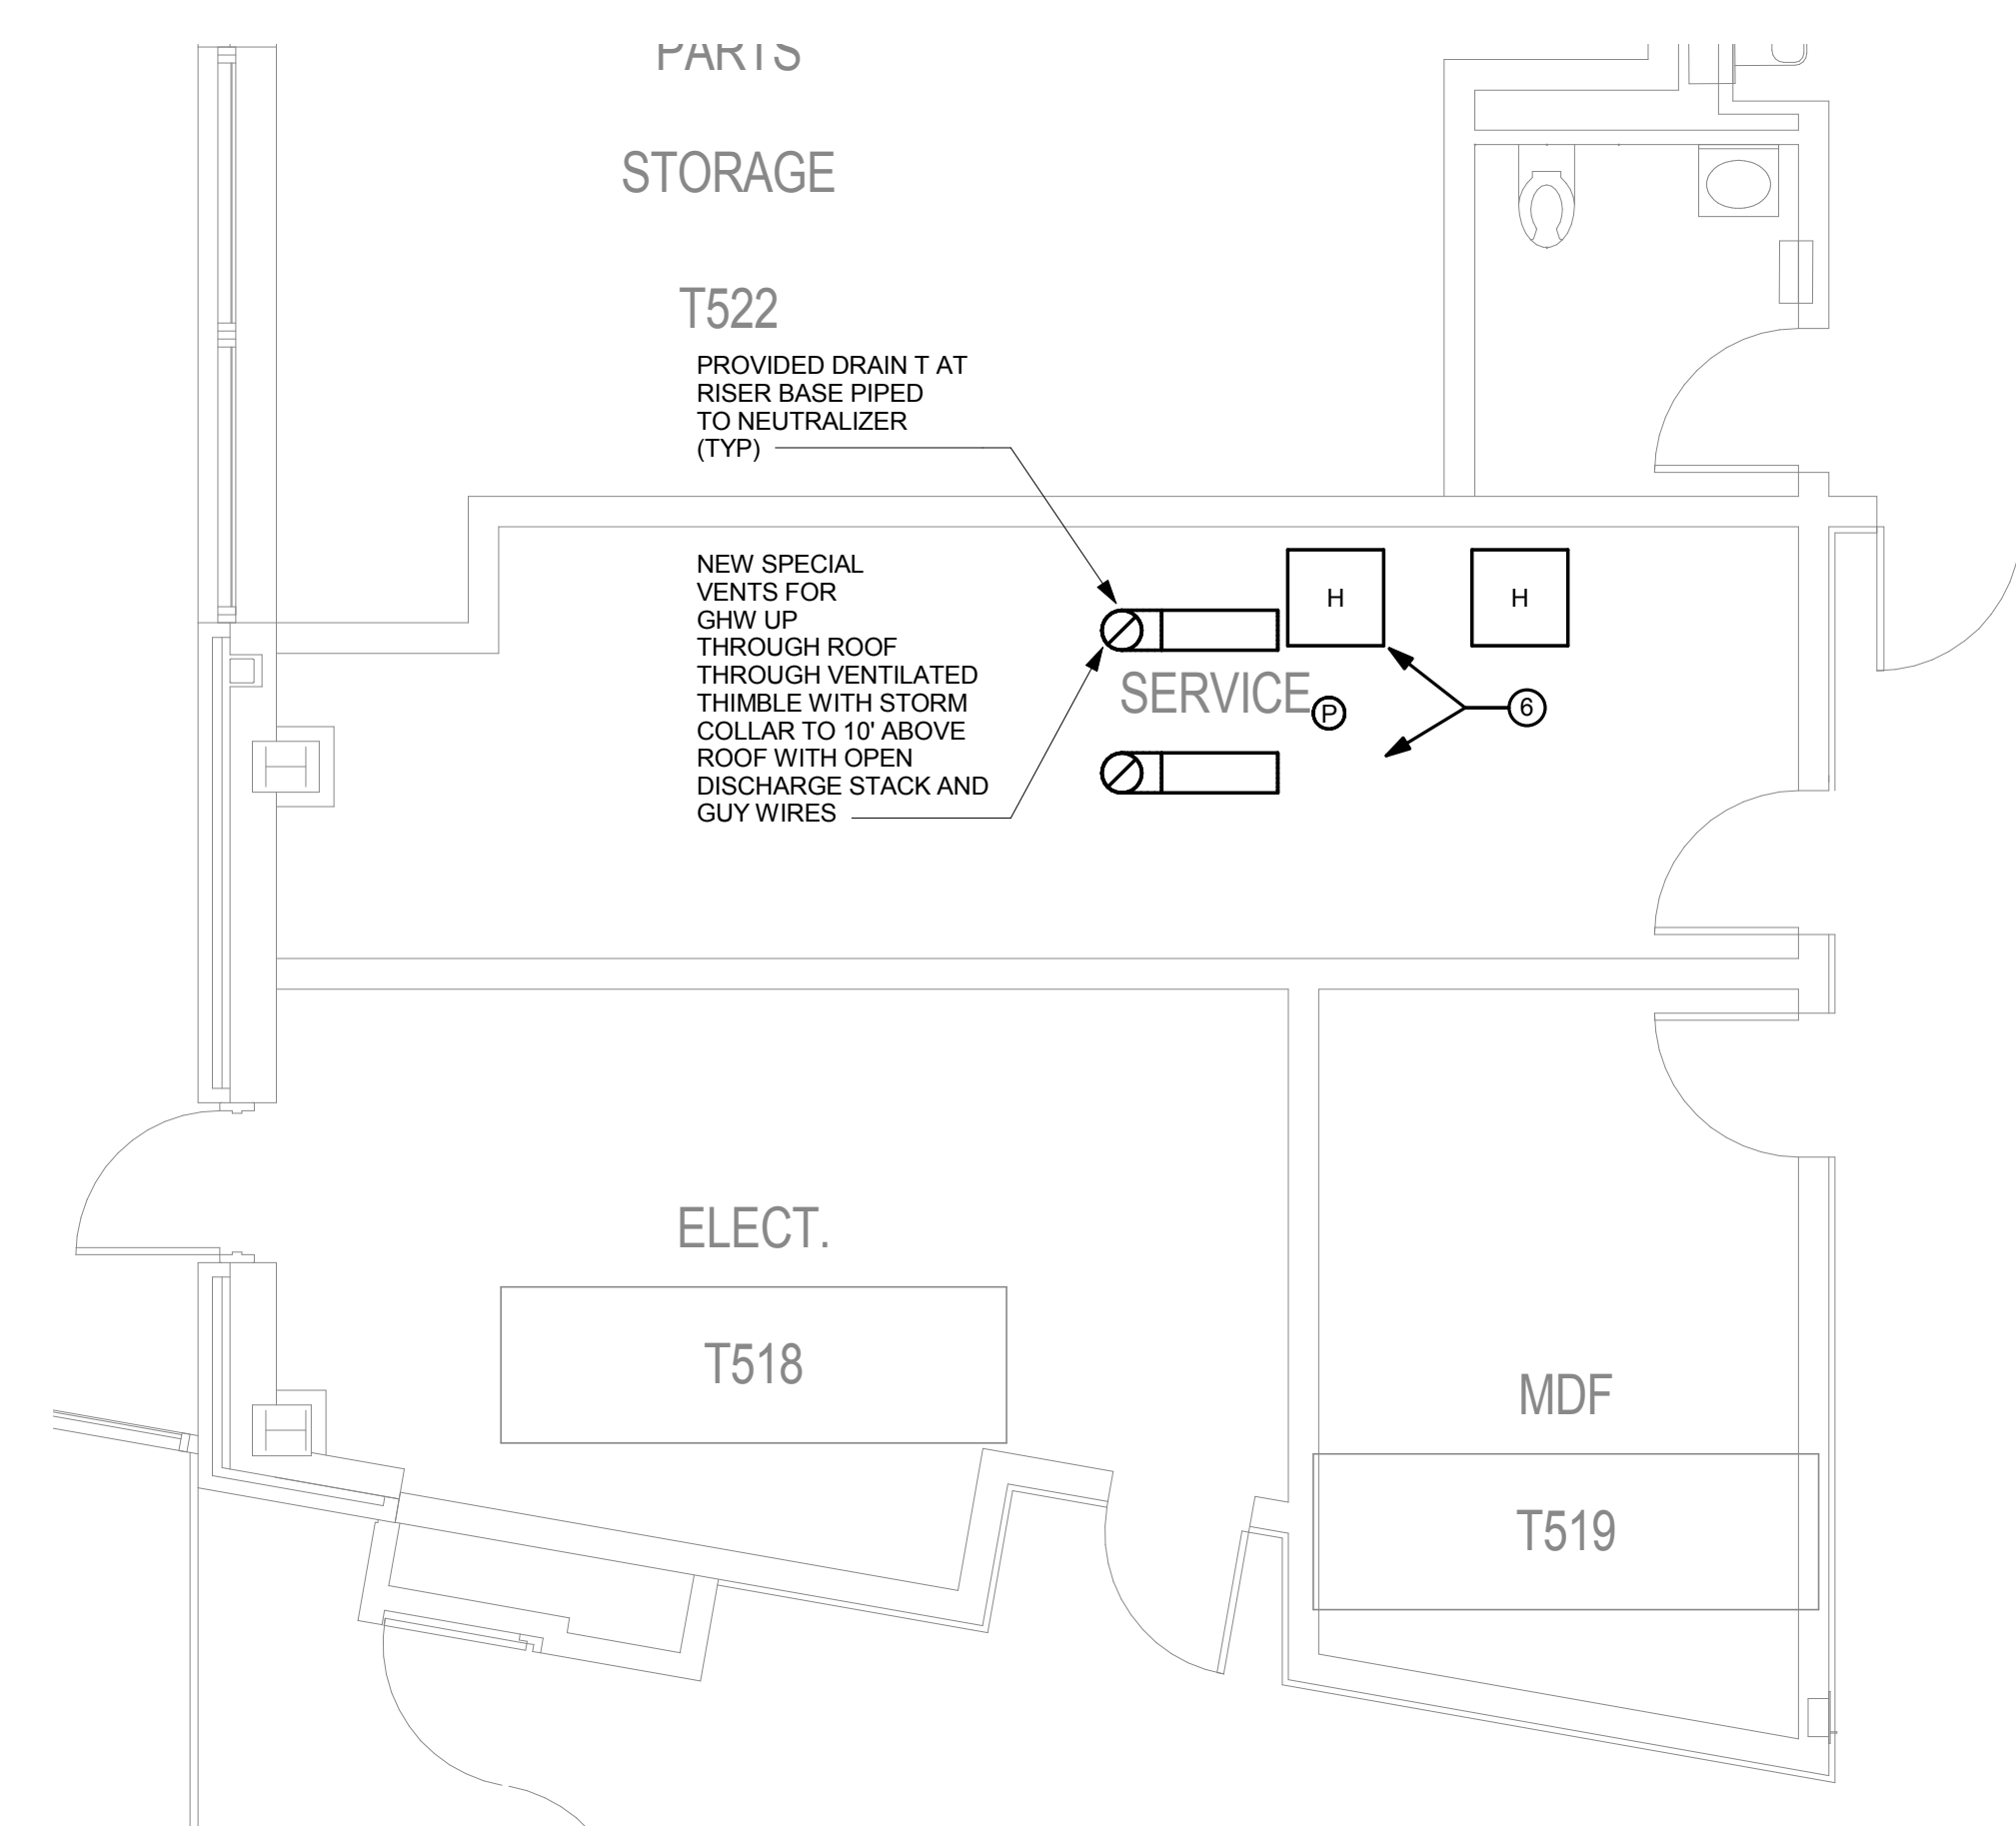 PARTS
STORAGE
T522
PROVIDED DRAIN T AT
RISER BASE PIPED
TO NEUTRALIZER
(TYP)
NEW SPECIAL
VENTS FOR
GHW UP
THROUGH ROOF
THROUGH VENTILATED
THIMBLE WITH STORM
COLLAR TO 10' ABOVE
ROOF WITH OPEN
DISCHARGE STACK AND
GUY WIRES
H
H
SERVICE
P
6
ELECT.
T518
MDF
T519